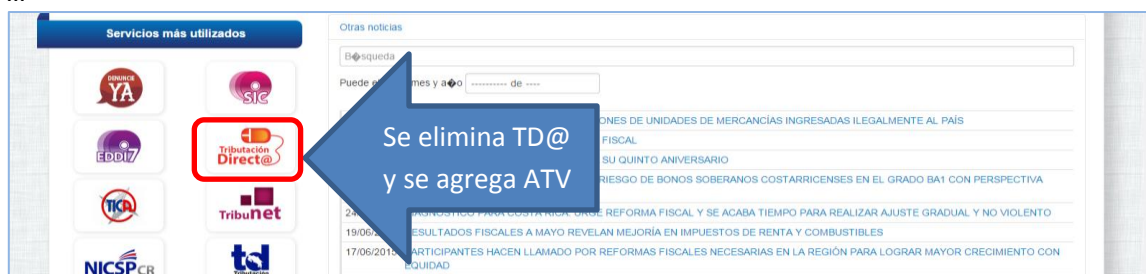 ...
Servicios más utilizados
DENUNCIE
YA
SIC
EDDI7
Tributación
Direct@
TICA
Tribunet
NICSP CR
td
Tributación
Otras noticias
B�squeda
Puede e
mes y a�o ---------- de ----
Se elimina TD@
y se agrega ATV
ONES DE UNIDADES DE MERCANCÍAS INGRESADAS ILEGALMENTE AL PAÍS
FISCAL
SU QUINTO ANIVERSARIO
RIESGO DE BONOS SOBERANOS COSTARRICENSES EN EL GRADO BA1 CON PERSPECTIVA
DIAGNÓSTICO PARA COSTA RICA: URGE REFORMA FISCAL Y SE ACABA TIEMPO PARA REALIZAR AJUSTE GRADUAL Y NO VIOLENTO
19/06/2 RESULTADOS FISCALES A MAYO REVELAN MEJORÍA EN IMPUESTOS DE RENTA Y COMBUSTIBLES
17/06/2015 PARTICIPANTES HACEN LLAMADO POR REFORMAS FISCALES NECESARIAS EN LA REGIÓN PARA LOGRAR MAYOR CRECIMIENTO CON
EQUIDAD